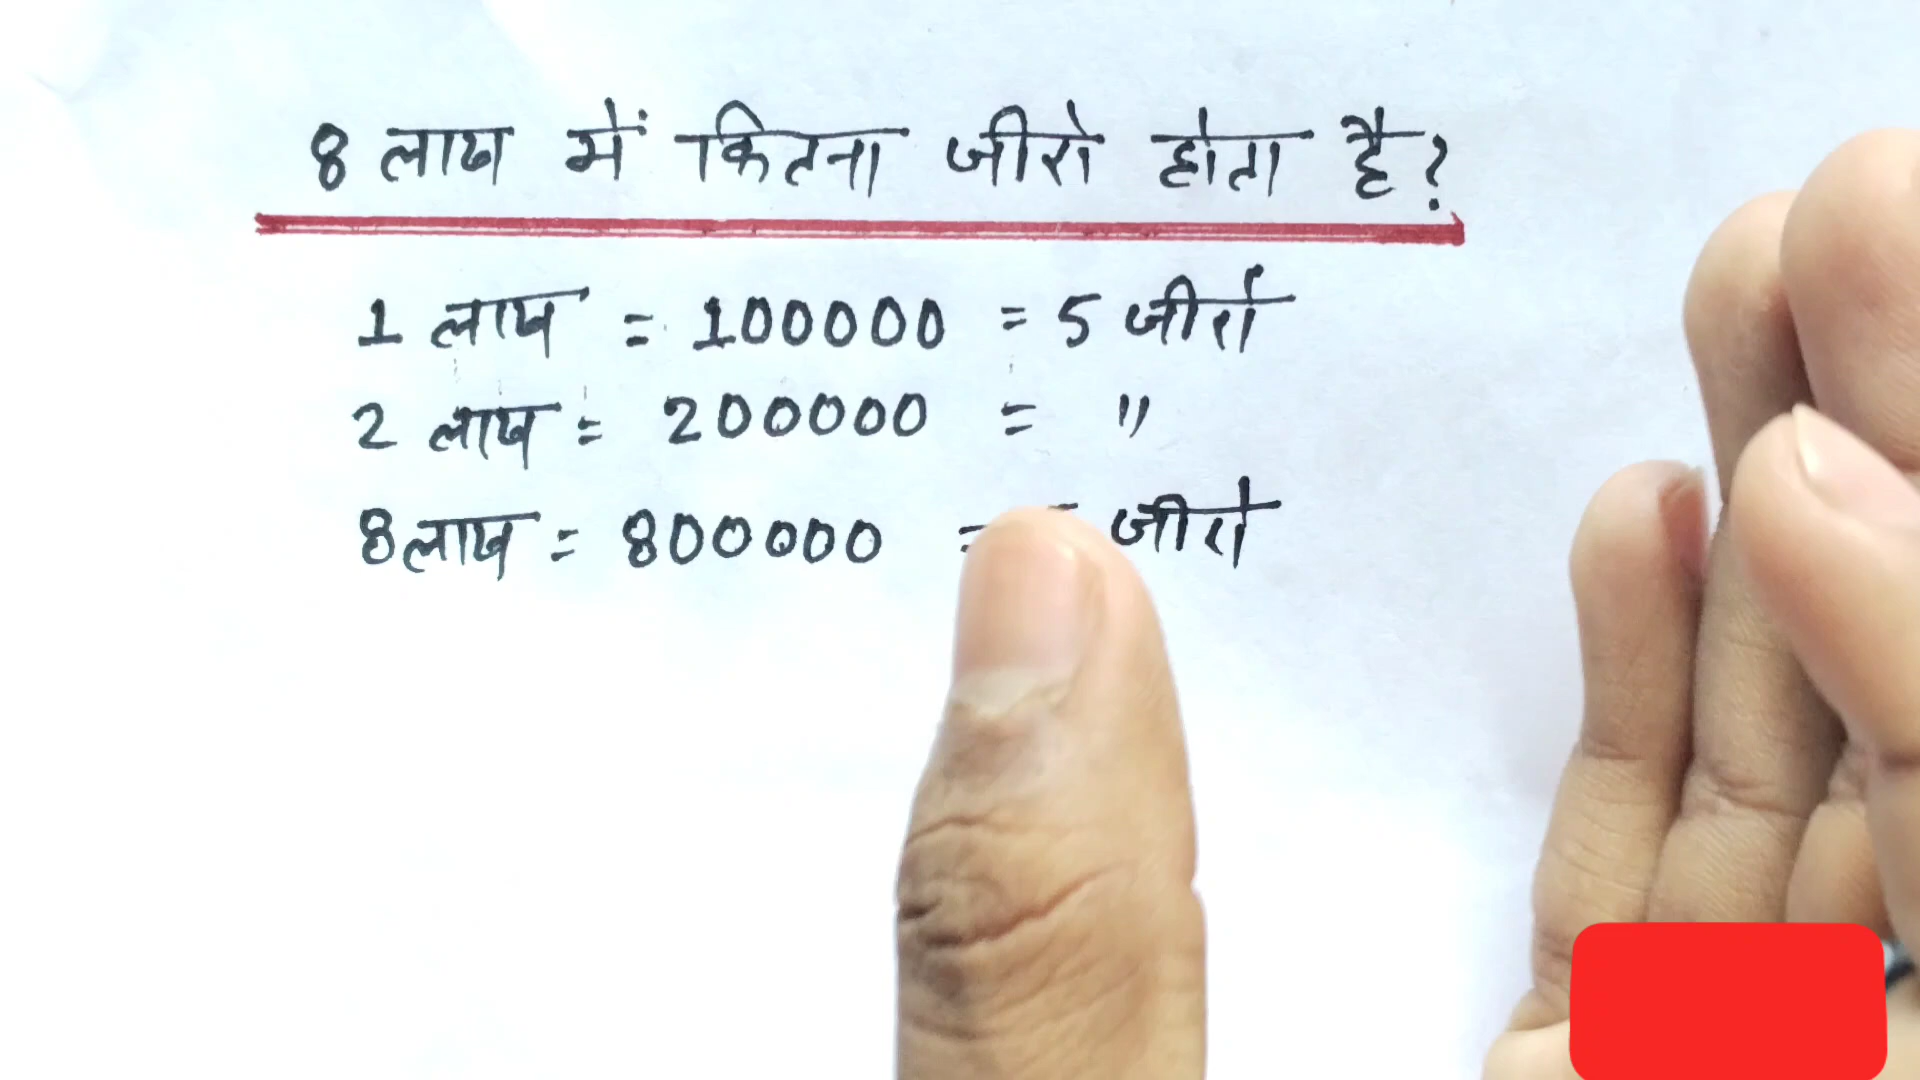 8 लाख में कितना जीरो होता है?
1 लाख = 100000 = 5 जीरो
2 लाख = 200000 = "
8 लाख = 800000 = जीरो